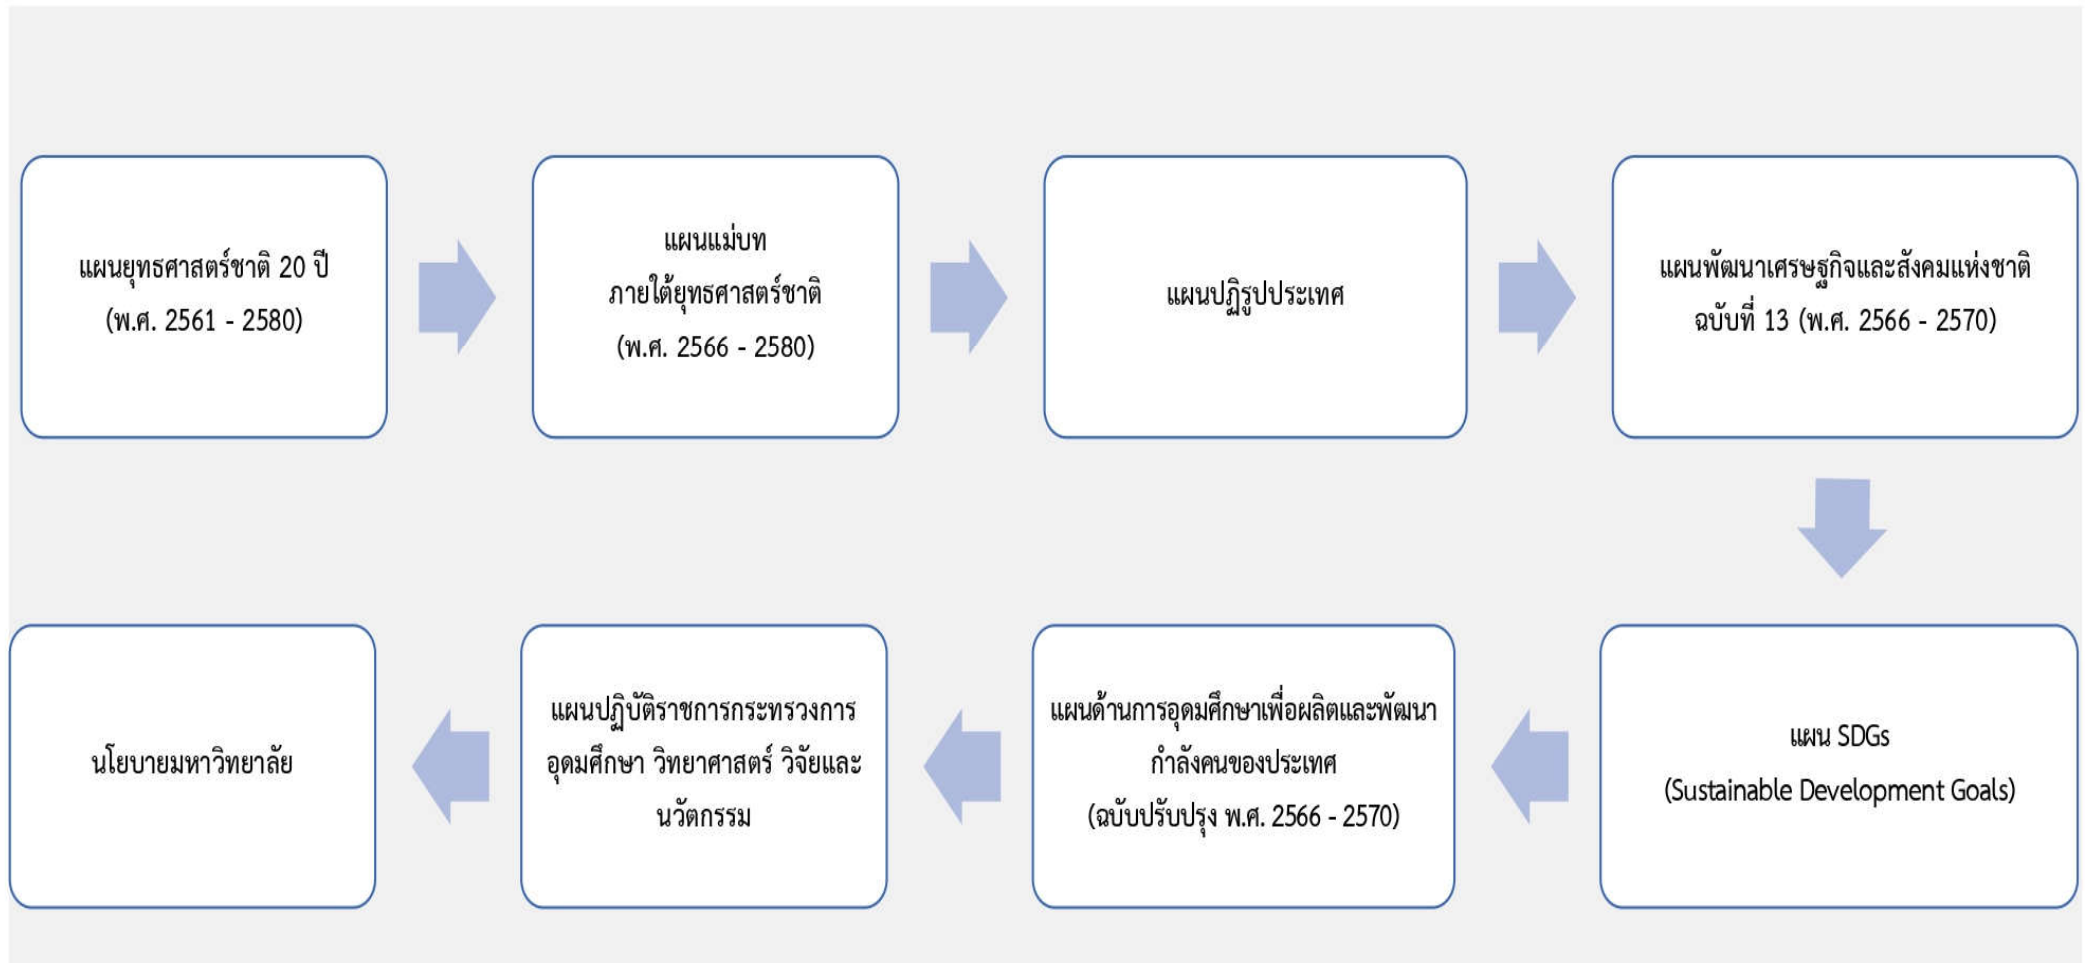 แผนยุทธศาสตร์ชาติ 20 ปี
(พ.ศ. 2561 - 2580)
แผนแม่บท
ภายใต้ยุทธศาสตร์ชาติ
(พ.ศ. 2566 - 2580)
แผนปฏิรูปประเทศ
แผนพัฒนาเศรษฐกิจและสังคมแห่งชาติ
ฉบับที่ 13 (พ.ศ. 2566 - 2570)
แผน SDGs
(Sustainable Development Goals)
แผนด้านการอุดมศึกษาเพื่อผลิตและพัฒนา
กำลังคนของประเทศ
(ฉบับปรับปรุง พ.ศ. 2566 - 2570)
แผนปฏิบัติราชการกระทรวงการ
อุดมศึกษา วิทยาศาสตร์ วิจัยและ
นวัตกรรม
นโยบายมหาวิทยาลัย